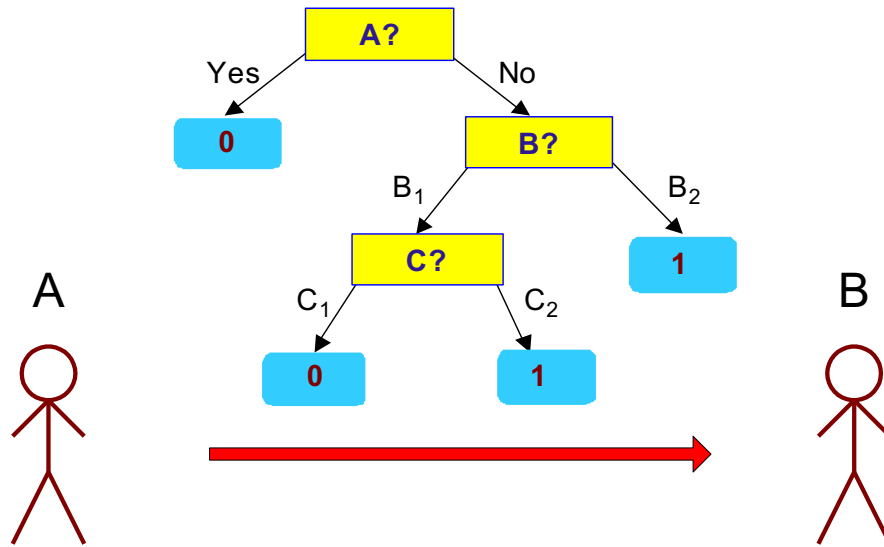 A?
Yes
No
0
B?
B₁
B₂
C?
1
A
B
C₁
C₂
0
1